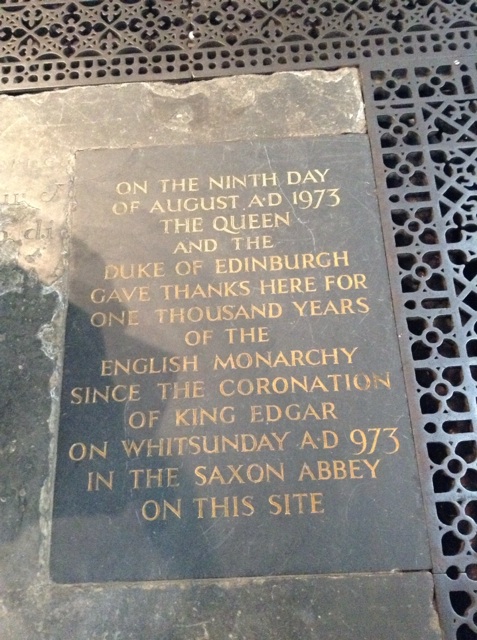 ON THE NINTH DAY
OF AUGUST A·D 1973
THE QUEEN
AND THE
DUKE OF EDINBURGH
GAVE THANKS HERE FOR
ONE THOUSAND YEARS
OF THE
ENGLISH MONARCHY
SINCE THE CORONATION
OF KING EDGAR
ON WHITSUNDAY A·D 973
IN THE SAXON ABBEY
ON THIS SITE